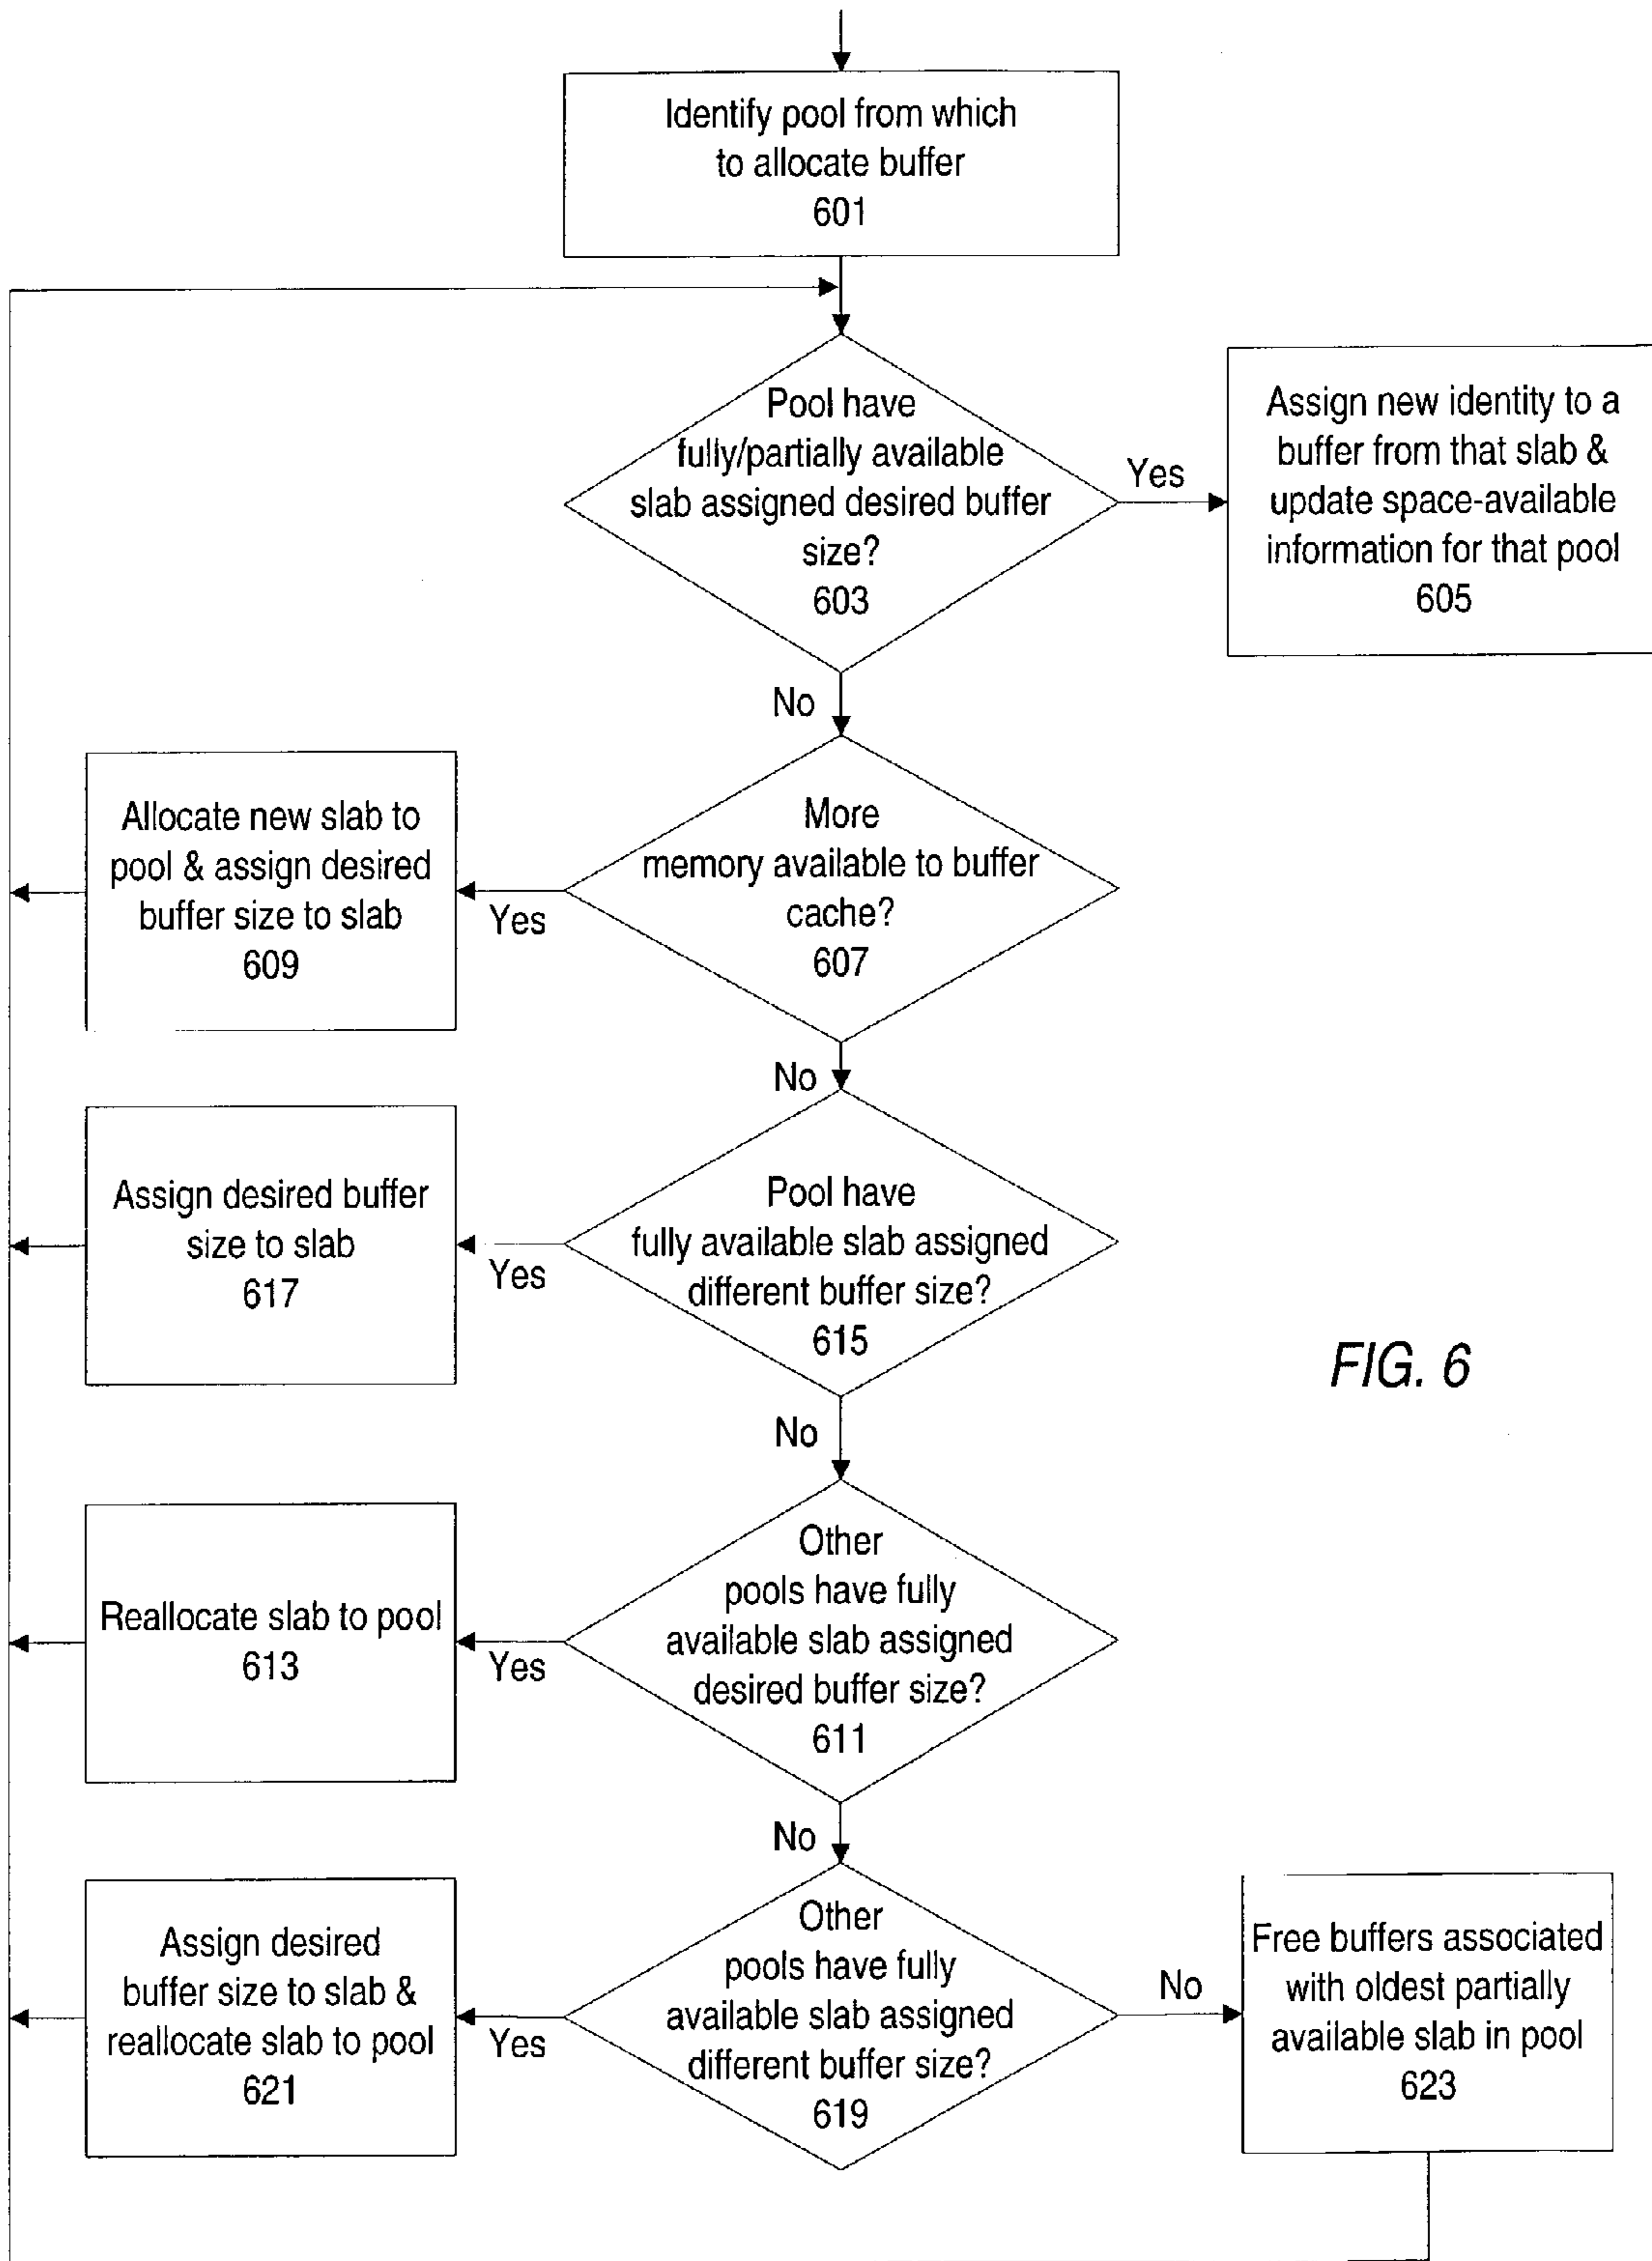 Identify pool from which
to allocate buffer
601
Pool have
fully/partially available
slab assigned desired buffer
size?
603
Yes
Assign new identity to a
buffer from that slab &
update space-available
information for that pool
605
No
Allocate new slab to
pool & assign desired
buffer size to slab
609
Yes
More
memory available to buffer
cache?
607
No
Assign desired buffer
size to slab
617
Yes
Pool have
fully available slab assigned
different buffer size?
615
FIG. 6
No
Reallocate slab to pool
613
Yes
Other
pools have fully
available slab assigned
desired buffer size?
611
No
Assign desired
buffer size to slab &
reallocate slab to pool
621
Yes
Other
pools have fully
available slab assigned
different buffer size?
619
No
Free buffers associated
with oldest partially
available slab in pool
623